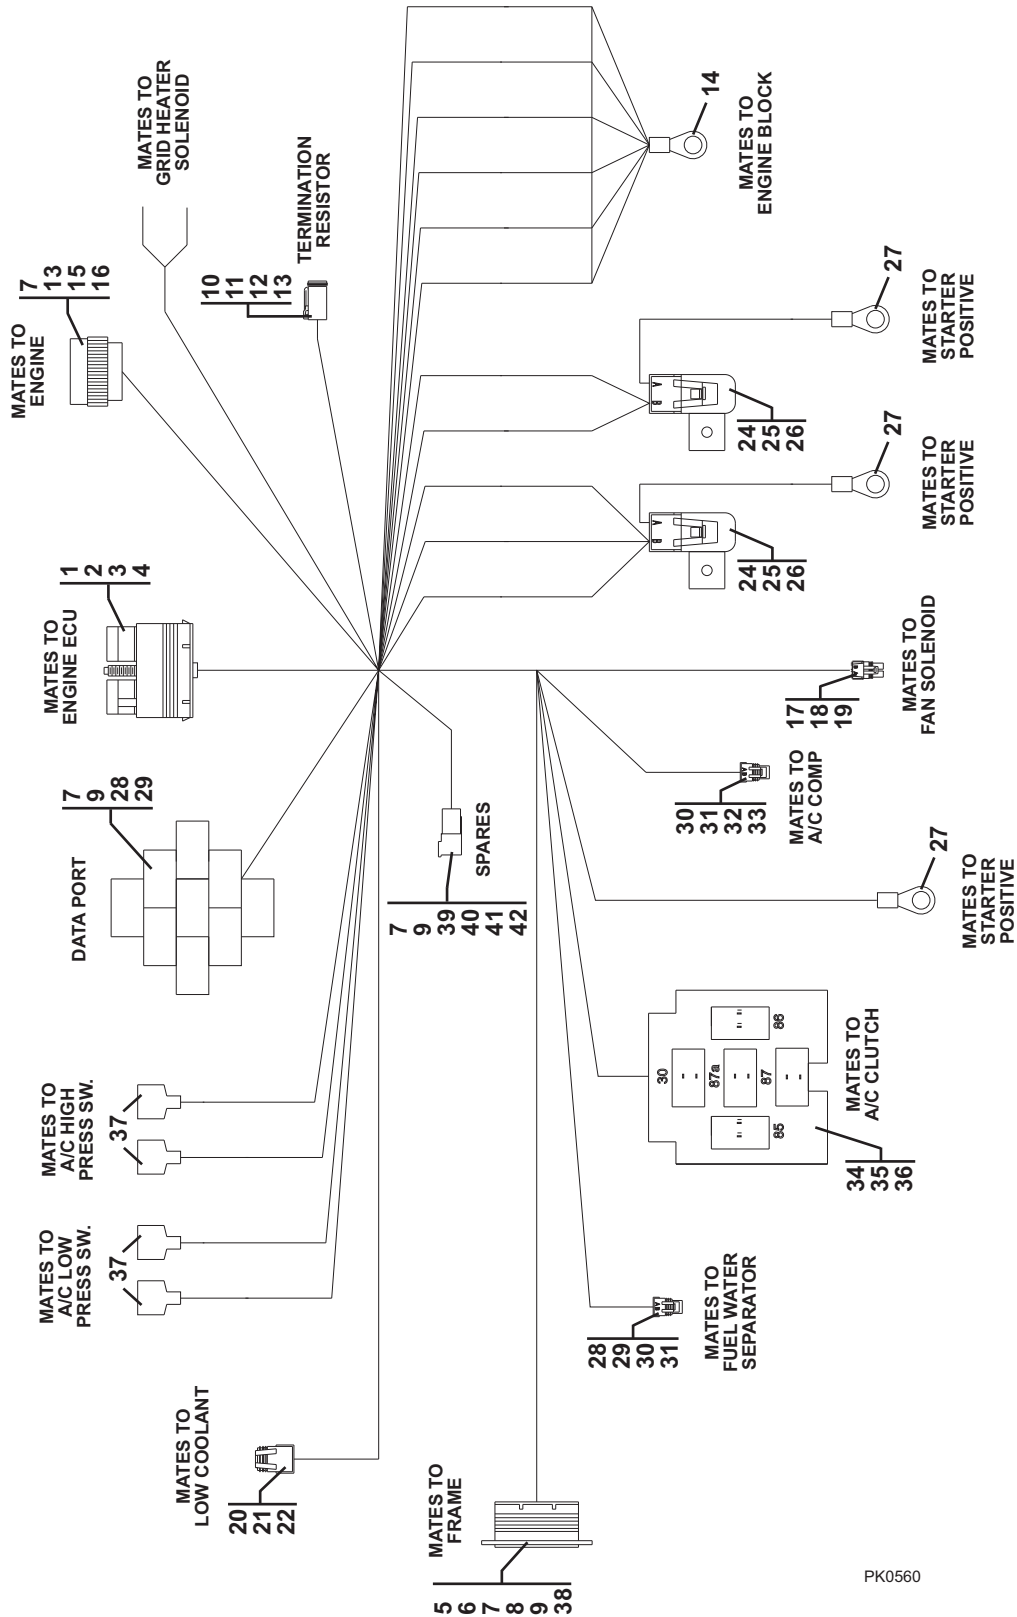 MATES TO
LOW COOLANT
20
21
22
MATES TO
A/C LOW
PRESS SW.
37
MATES TO
A/C HIGH
PRESS SW.
37
DATA PORT
7
9
28
29
MATES TO
ENGINE ECU
1
2
3
4
MATES TO
ENGINE
7
13
15
16
MATES TO
GRID HEATER
SOLENOID
10
11
12
13
TERMINATION
RESISTOR
14
MATES TO
ENGINE BLOCK
MATES TO
FRAME
5
6
7
8
9
38
SPARES
7
9
39
40
41
42
A
B
24
25
26
27
MATES TO
STARTER
POSITIVE
A
B
24
25
26
27
MATES TO
STARTER
POSITIVE
17
18
19
MATES TO
FAN SOLENOID
30
31
32
33
MATES TO
A/C COMP
27
MATES TO
STARTER
POSITIVE
30
87a
87
86
85
MATES TO
A/C CLUTCH
34
35
36
28
29
30
31
MATES TO
FUEL WATER
SEPARATOR
PK0560